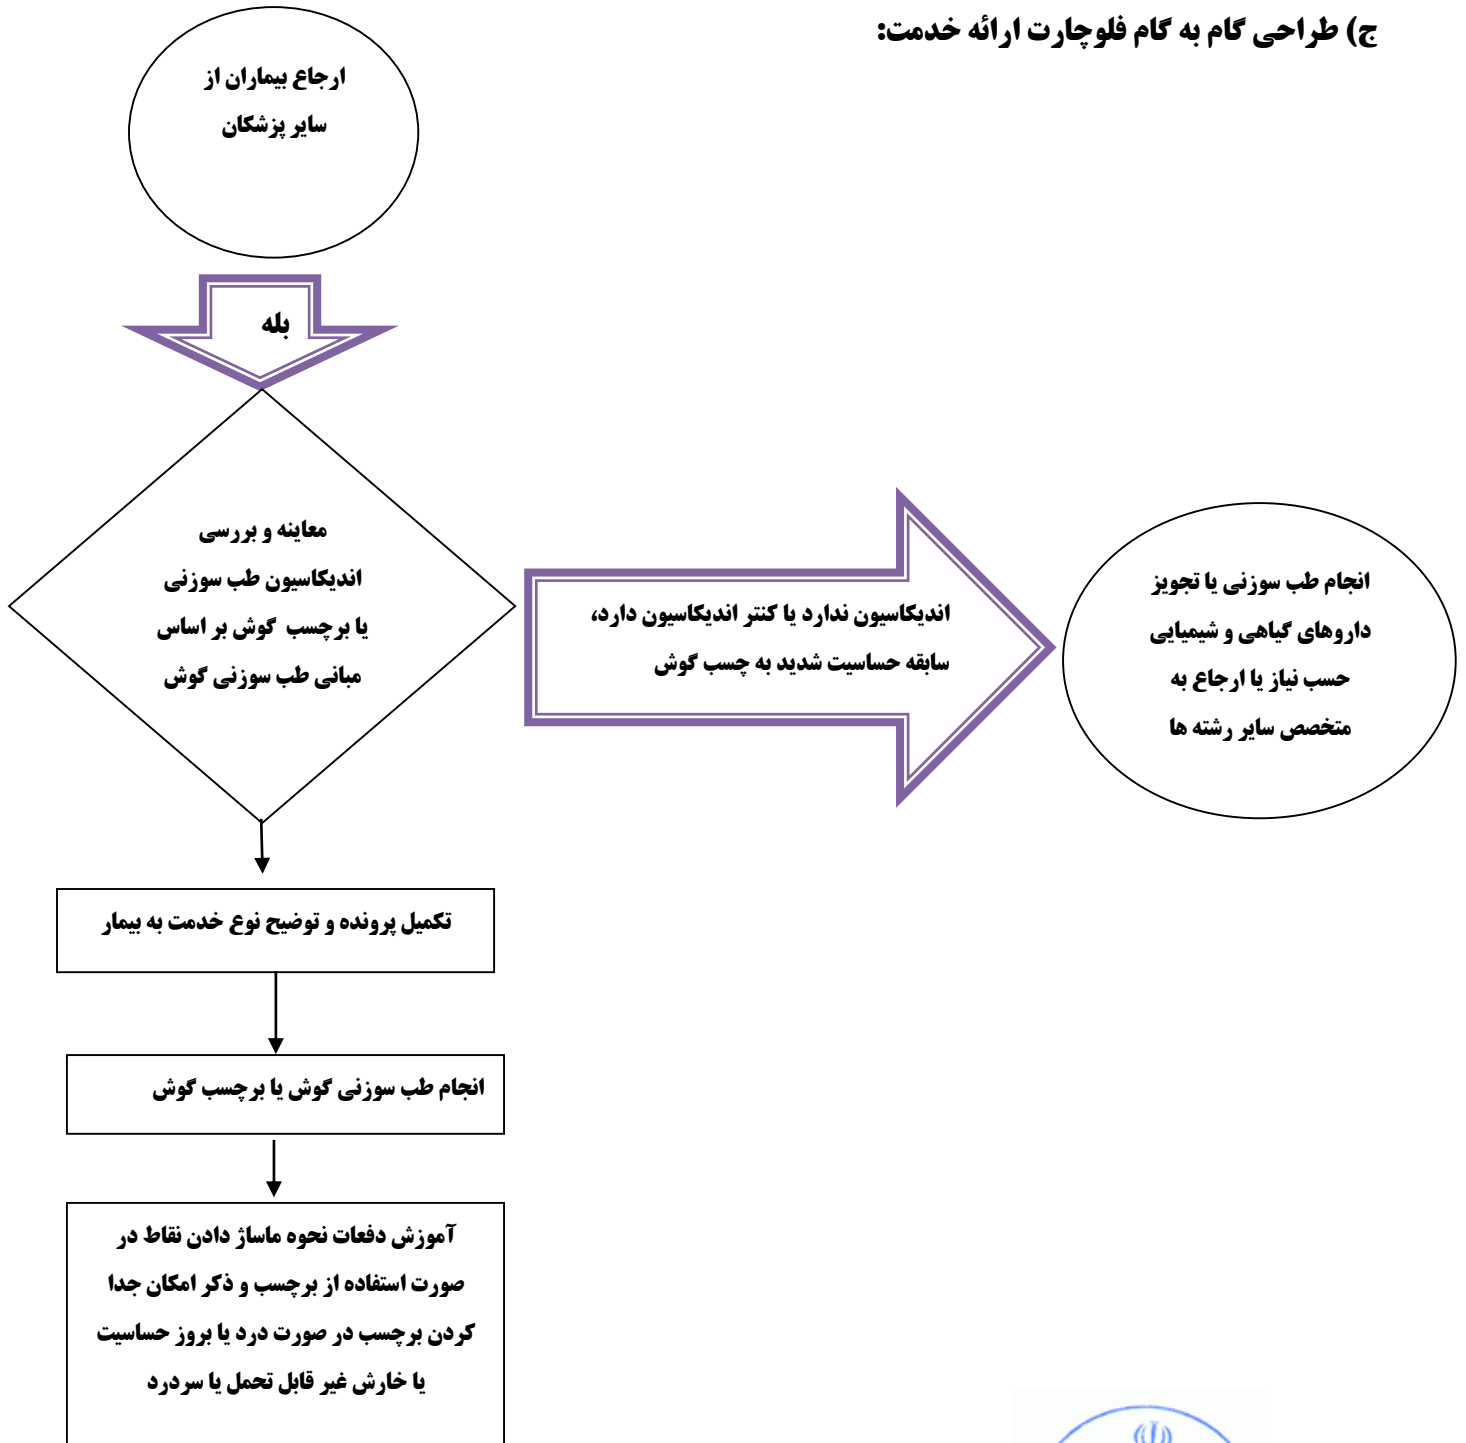 ج) طراحی گام به گام فلوچارت ارائه خدمت:
ارجاع بیماران از
سایر پزشکان
بله
معاینه و بررسی
اندیکاسیون طب سوزنی
یا برچسب گوش بر اساس
مبانی طب سوزنی گوش
اندیکاسیون ندارد یا کنتر اندیکاسیون دارد،
سابقه حساسیت شدید به چسب گوش
انجام طب سوزنی یا تجویز
داروهای گیاهی و شیمیایی
حسب نیاز یا ارجاع به
متخصص سایر رشته ها
تکمیل پرونده و توضیح نوع خدمت به بیمار
انجام طب سوزنی گوش یا برچسب گوش
آموزش دفعات نحوه ماساژ دادن نقاط در
صورت استفاده از برچسب و ذکر امکان جدا
کردن برچسب در صورت درد یا بروز حساسیت
یا خارش غیر قابل تحمل یا سردرد